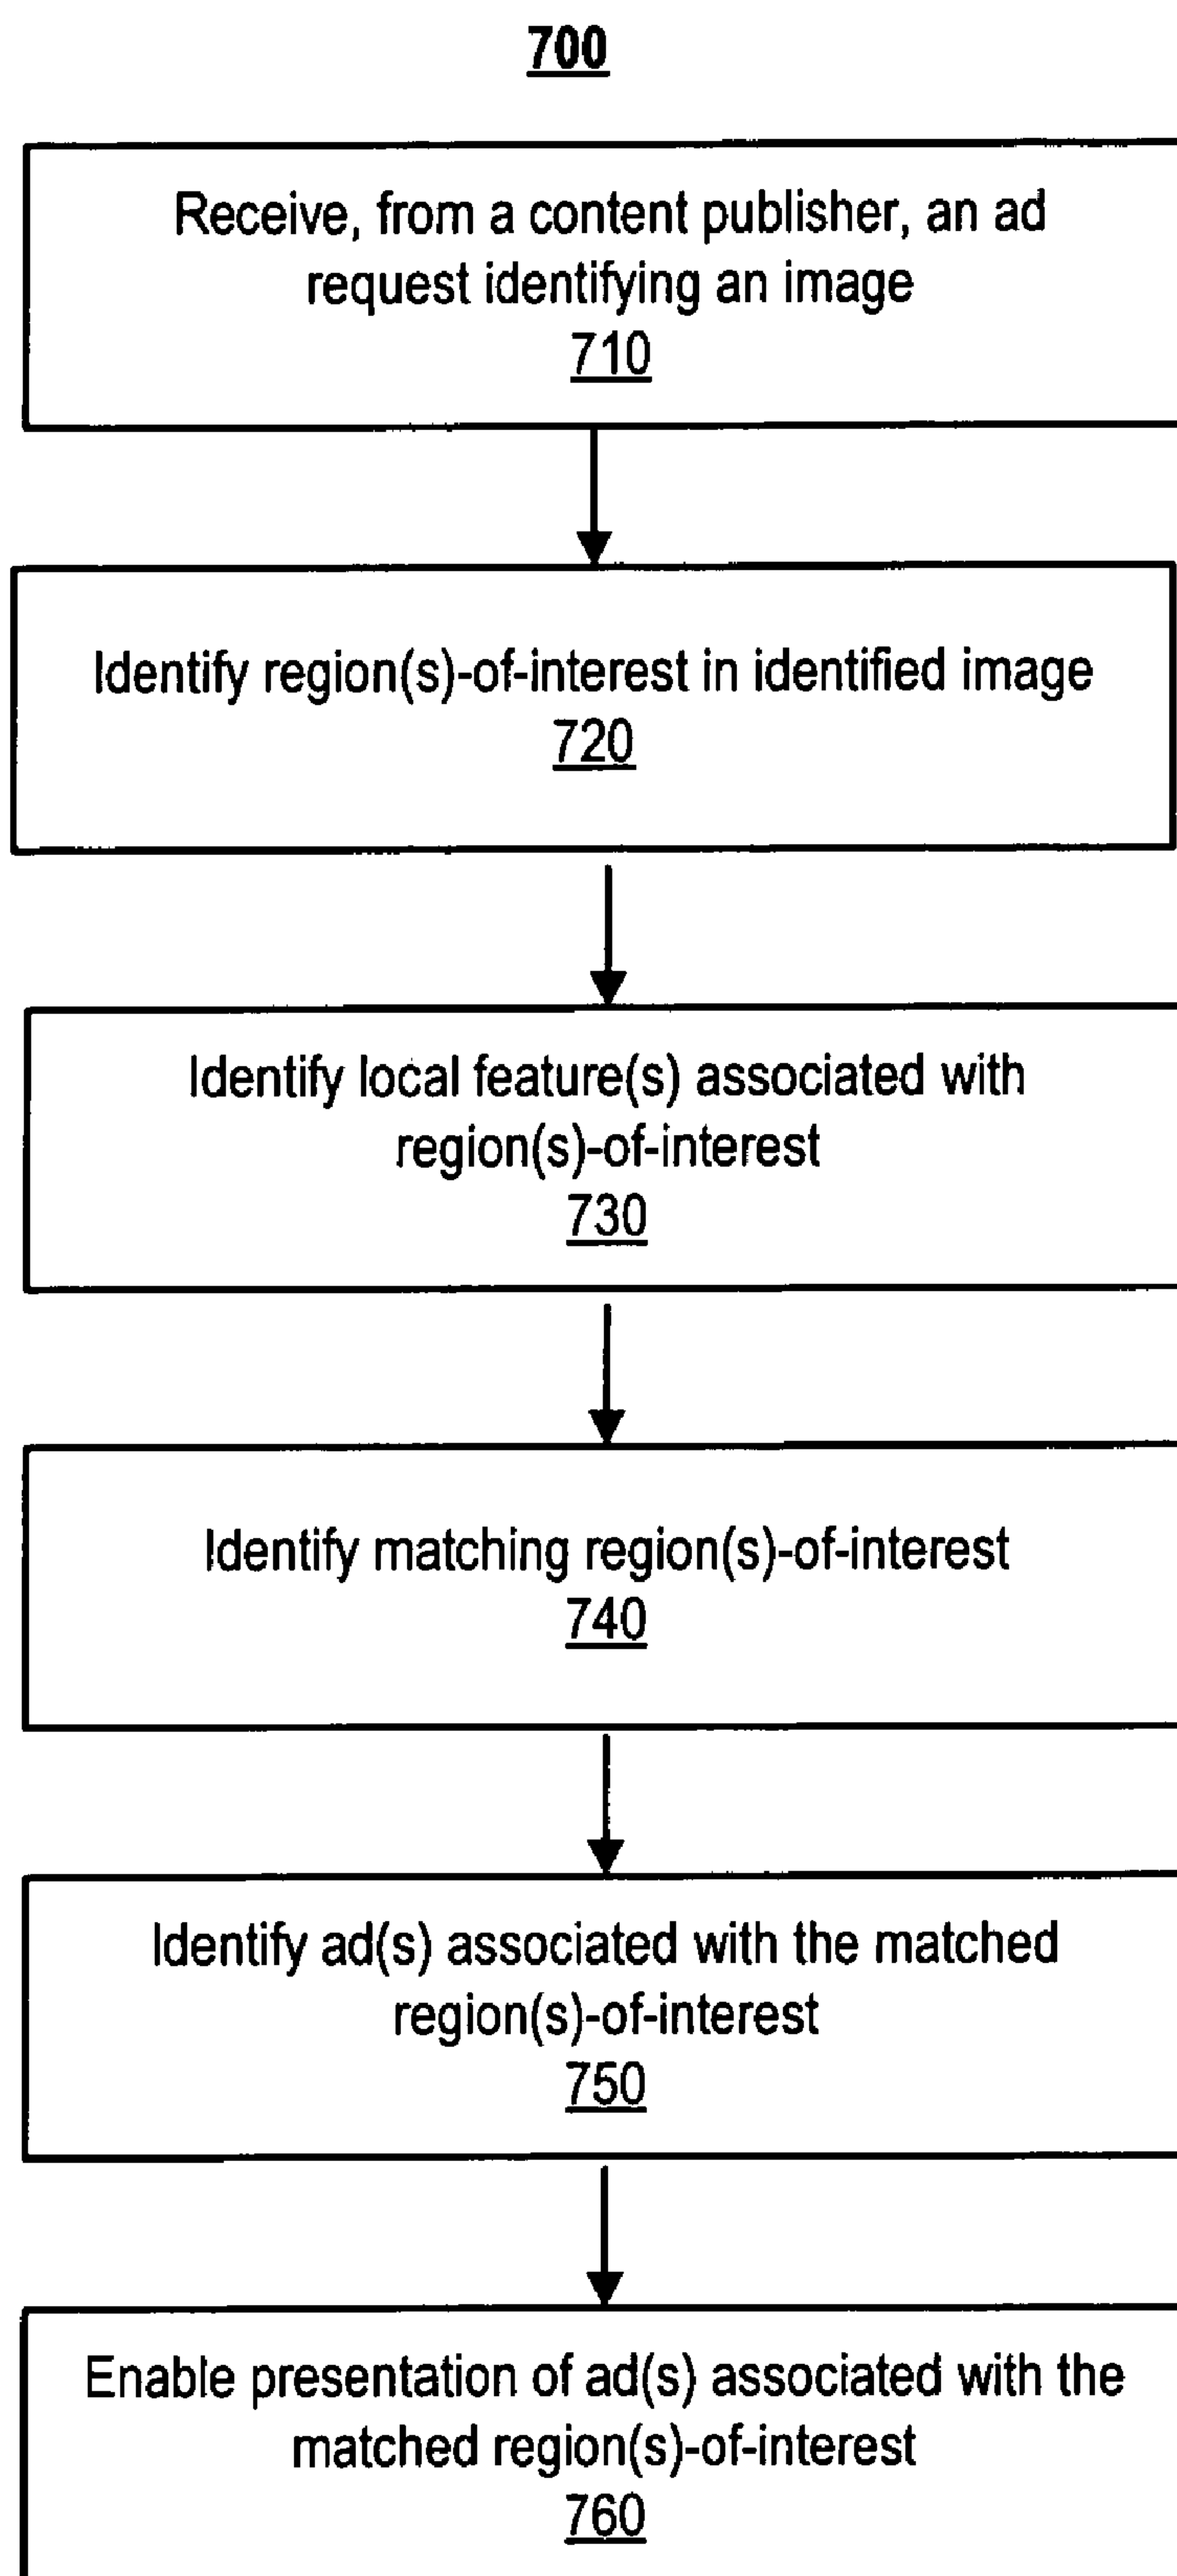 700
Receive, from a content publisher, an ad
request identifying an image
710
Identify region(s)-of-interest in identified image
720
Identify local feature(s) associated with
region(s)-of-interest
730
Identify matching region(s)-of-interest
740
Identify ad(s) associated with the matched
region(s)-of-interest
750
Enable presentation of ad(s) associated with the
matched region(s)-of-interest
760